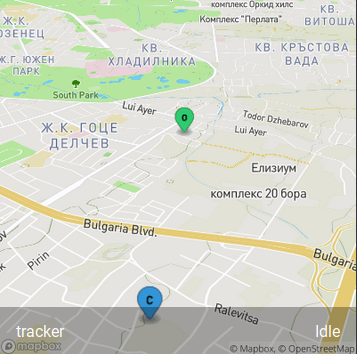 комплекс Оркид хилс
Комплекс "Перлата"
КВ.
ВИТОША
Ж.К.
ОЗЕНЕЦ
КВ.
ХЛАДИЛНИКА
КВ. КРЪСТОВА
ВАДА
Ж.Г. ЮЖЕН
ПАРК
South Park
Lui Ayer
o
Todor Dzhebarov
Lui Ayer
Ж.К. ГОЦЕ
ДЕЛЧЕВ
Елизиум
комплекс 20 бора
Bulgaria Blvd.
Bulgaria
Pirin
C
Ralevitsa
tracker
Idle
mapbox
© Mapbox, © OpenStreetMap